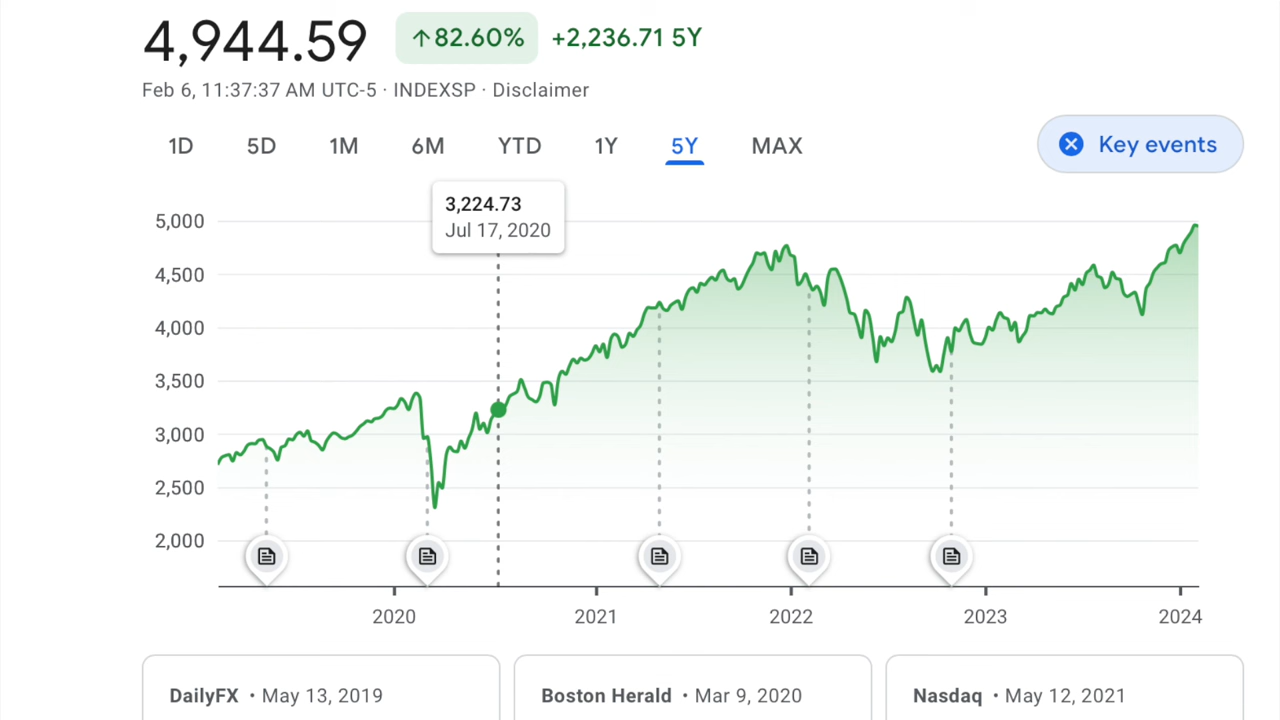 4,944.59 ↑82.60% +2,236.71 5Y
Feb 6, 11:37:37 AM UTC-5 · INDEXSP · Disclaimer
1D 5D 1M 6M YTD 1Y 5Y MAX Key events
3,224.73
Jul 17, 2020
5,000
4,500
4,000
3,500
3,000
2,500
2,000
2020 2021 2022 2023 2024
DailyFX · May 13, 2019 Boston Herald · Mar 9, 2020 Nasdaq · May 12, 2021